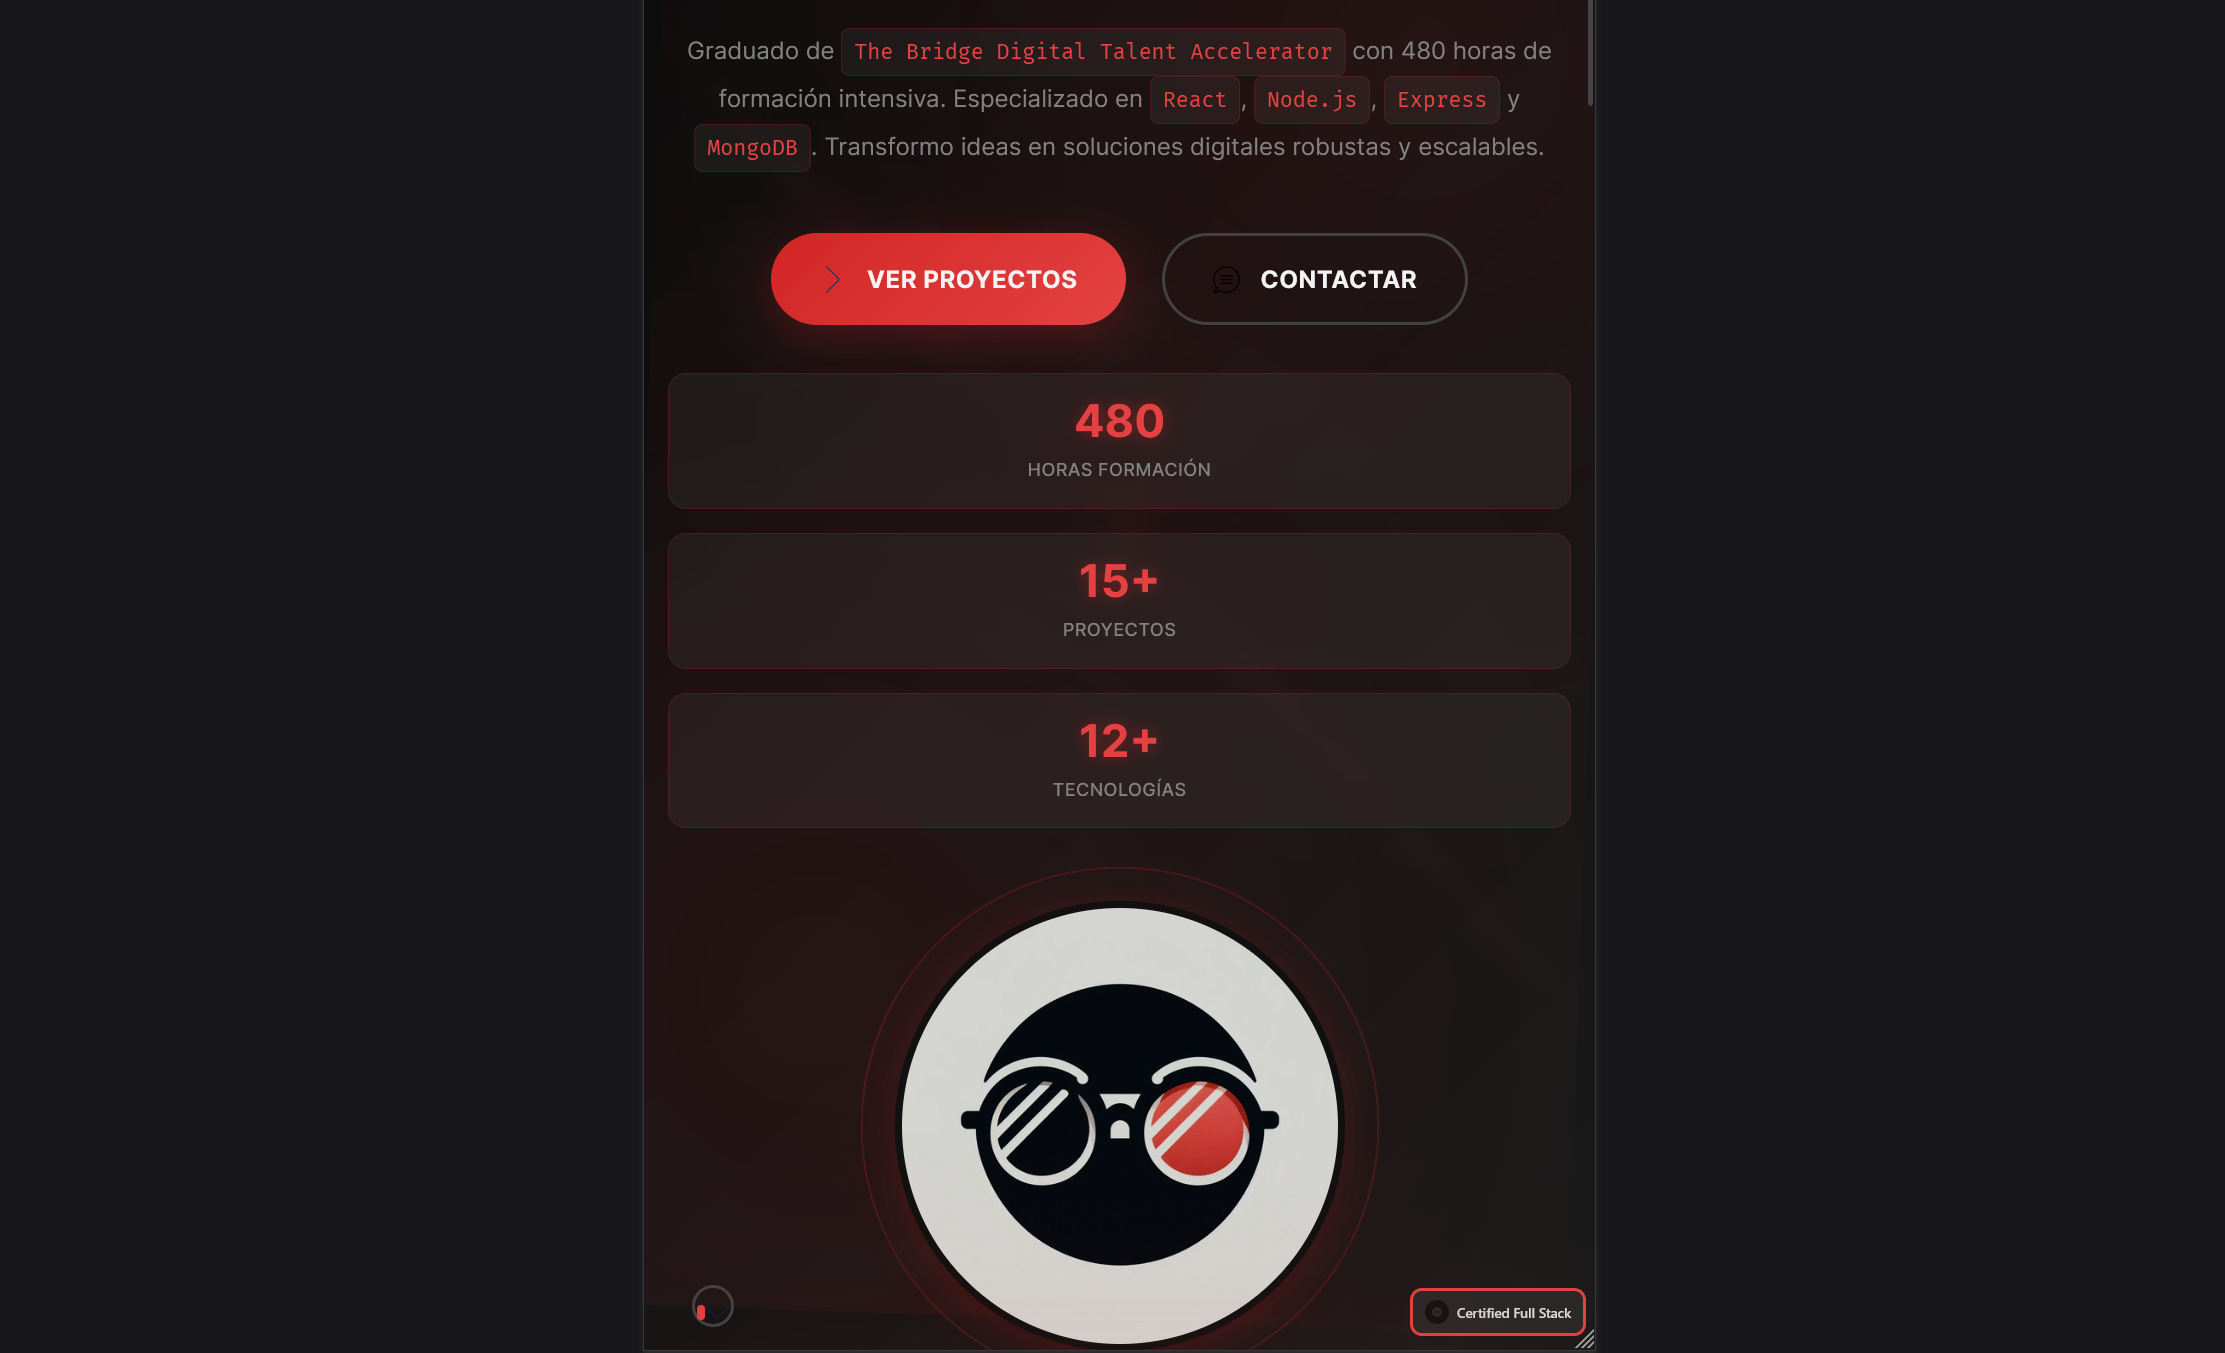 Graduado de The Bridge Digital Talent Accelerator con 480 horas de
formación intensiva. Especializado en React, Node.js, Express y
MongoDB. Transformo ideas en soluciones digitales robustas y escalables.
VER PROYECTOS
CONTACTAR
480
HORAS FORMACIÓN
15+
PROYECTOS
12+
TECNOLOGÍAS
Certified Full Stack